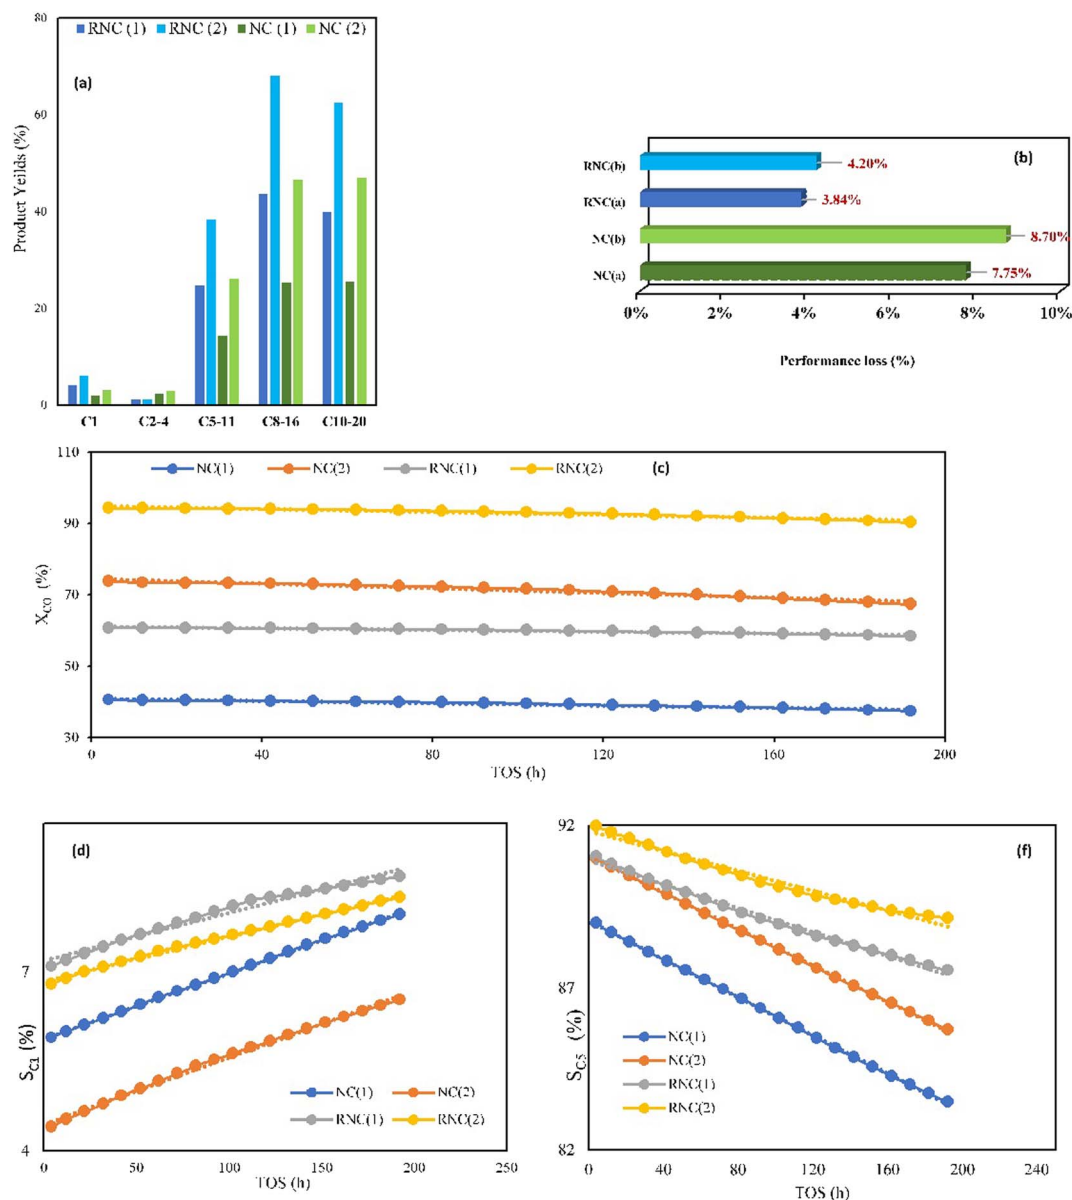 80
RNC (1) RNC (2) NC (1) NC (2)
(a)
60
40
20
0
Product Yeilds (%)
C1 C2-4 C5-11 C8-16 C10-20
(b)
RNC(b) 4.20%
RNC(a) 3.84%
NC(b) 8.70%
NC(a) 7.75%
0% 2% 4% 6% 8% 10%
Performance loss (%)
110
NC(1) NC(2) RNC(1) RNC(2) (c)
90
70
50
30
X_CO (%)
0 40 80 120 160 200
TOS (h)
(d)
7
4
S_C1 (%)
NC(1) NC(2)
RNC(1) RNC(2)
0 50 100 150 200 250
TOS (h)
92
(f)
87
82
S_C5 (%)
NC(1)
NC(2)
RNC(1)
RNC(2)
0 40 80 120 160 200 240
TOS (h)